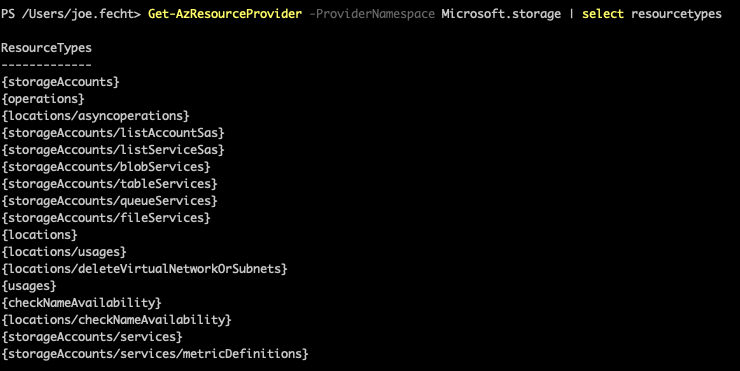 PS /Users/joe.fecht> Get-AzResourceProvider -ProviderNamespace Microsoft.storage | select resourcetypes
ResourceTypes
-------------
{storageAccounts}
{operations}
{locations/asyncoperations}
{storageAccounts/listAccountSas}
{storageAccounts/listServiceSas}
{storageAccounts/blobServices}
{storageAccounts/tableServices}
{storageAccounts/queueServices}
{storageAccounts/fileServices}
{locations}
{locations/usages}
{locations/deleteVirtualNetworkOrSubnets}
{usages}
{checkNameAvailability}
{locations/checkNameAvailability}
{storageAccounts/services}
{storageAccounts/services/metricDefinitions}